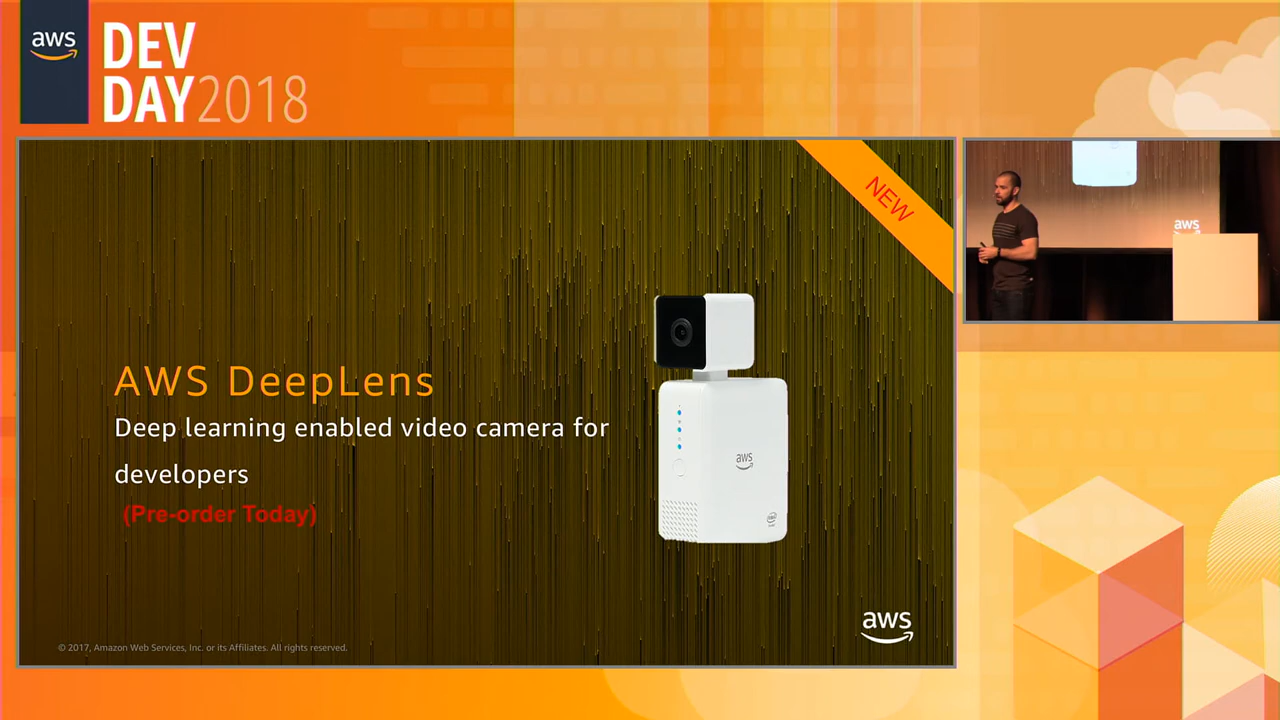 aws
DEV
DAY2018
NEW
aws
AWS DeepLens
Deep learning enabled video camera for
developers
(Pre-order Today)
aws
aws
© 2017, Amazon Web Services, Inc. or its Affiliates. All rights reserved.